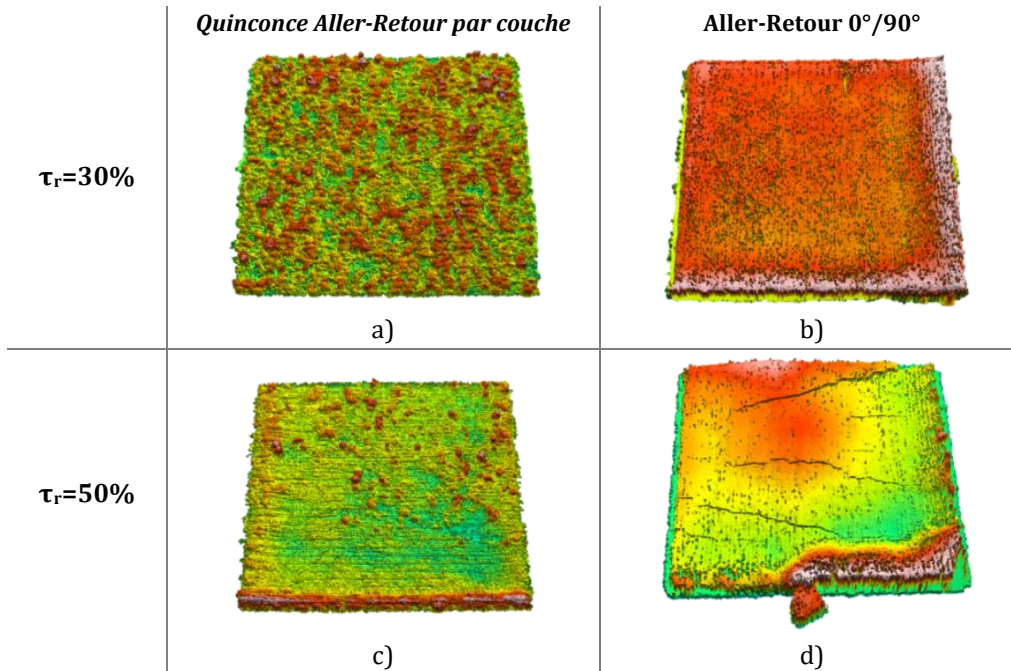 Quinconce Aller-Retour par couche
Aller-Retour 0°/90°
τr=30%
a)
b)
τr=50%
c)
d)